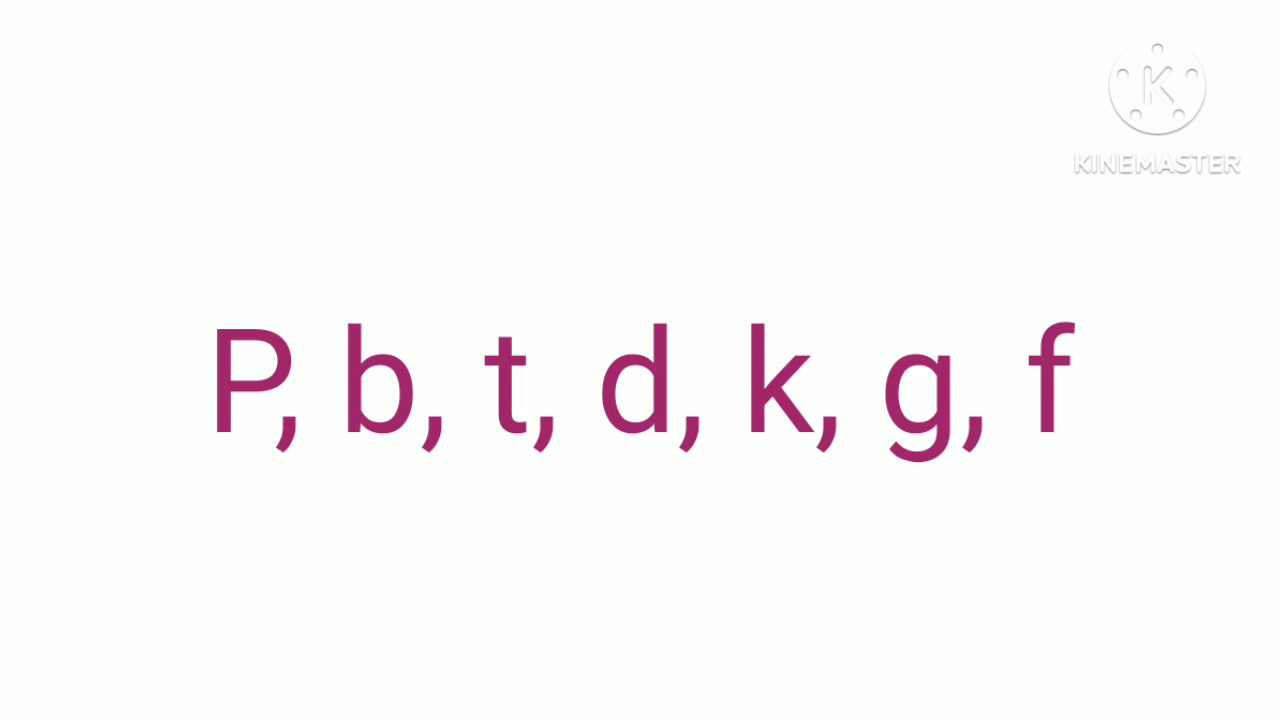 K
KINEMASTER
P, b, t, d, k, g, f